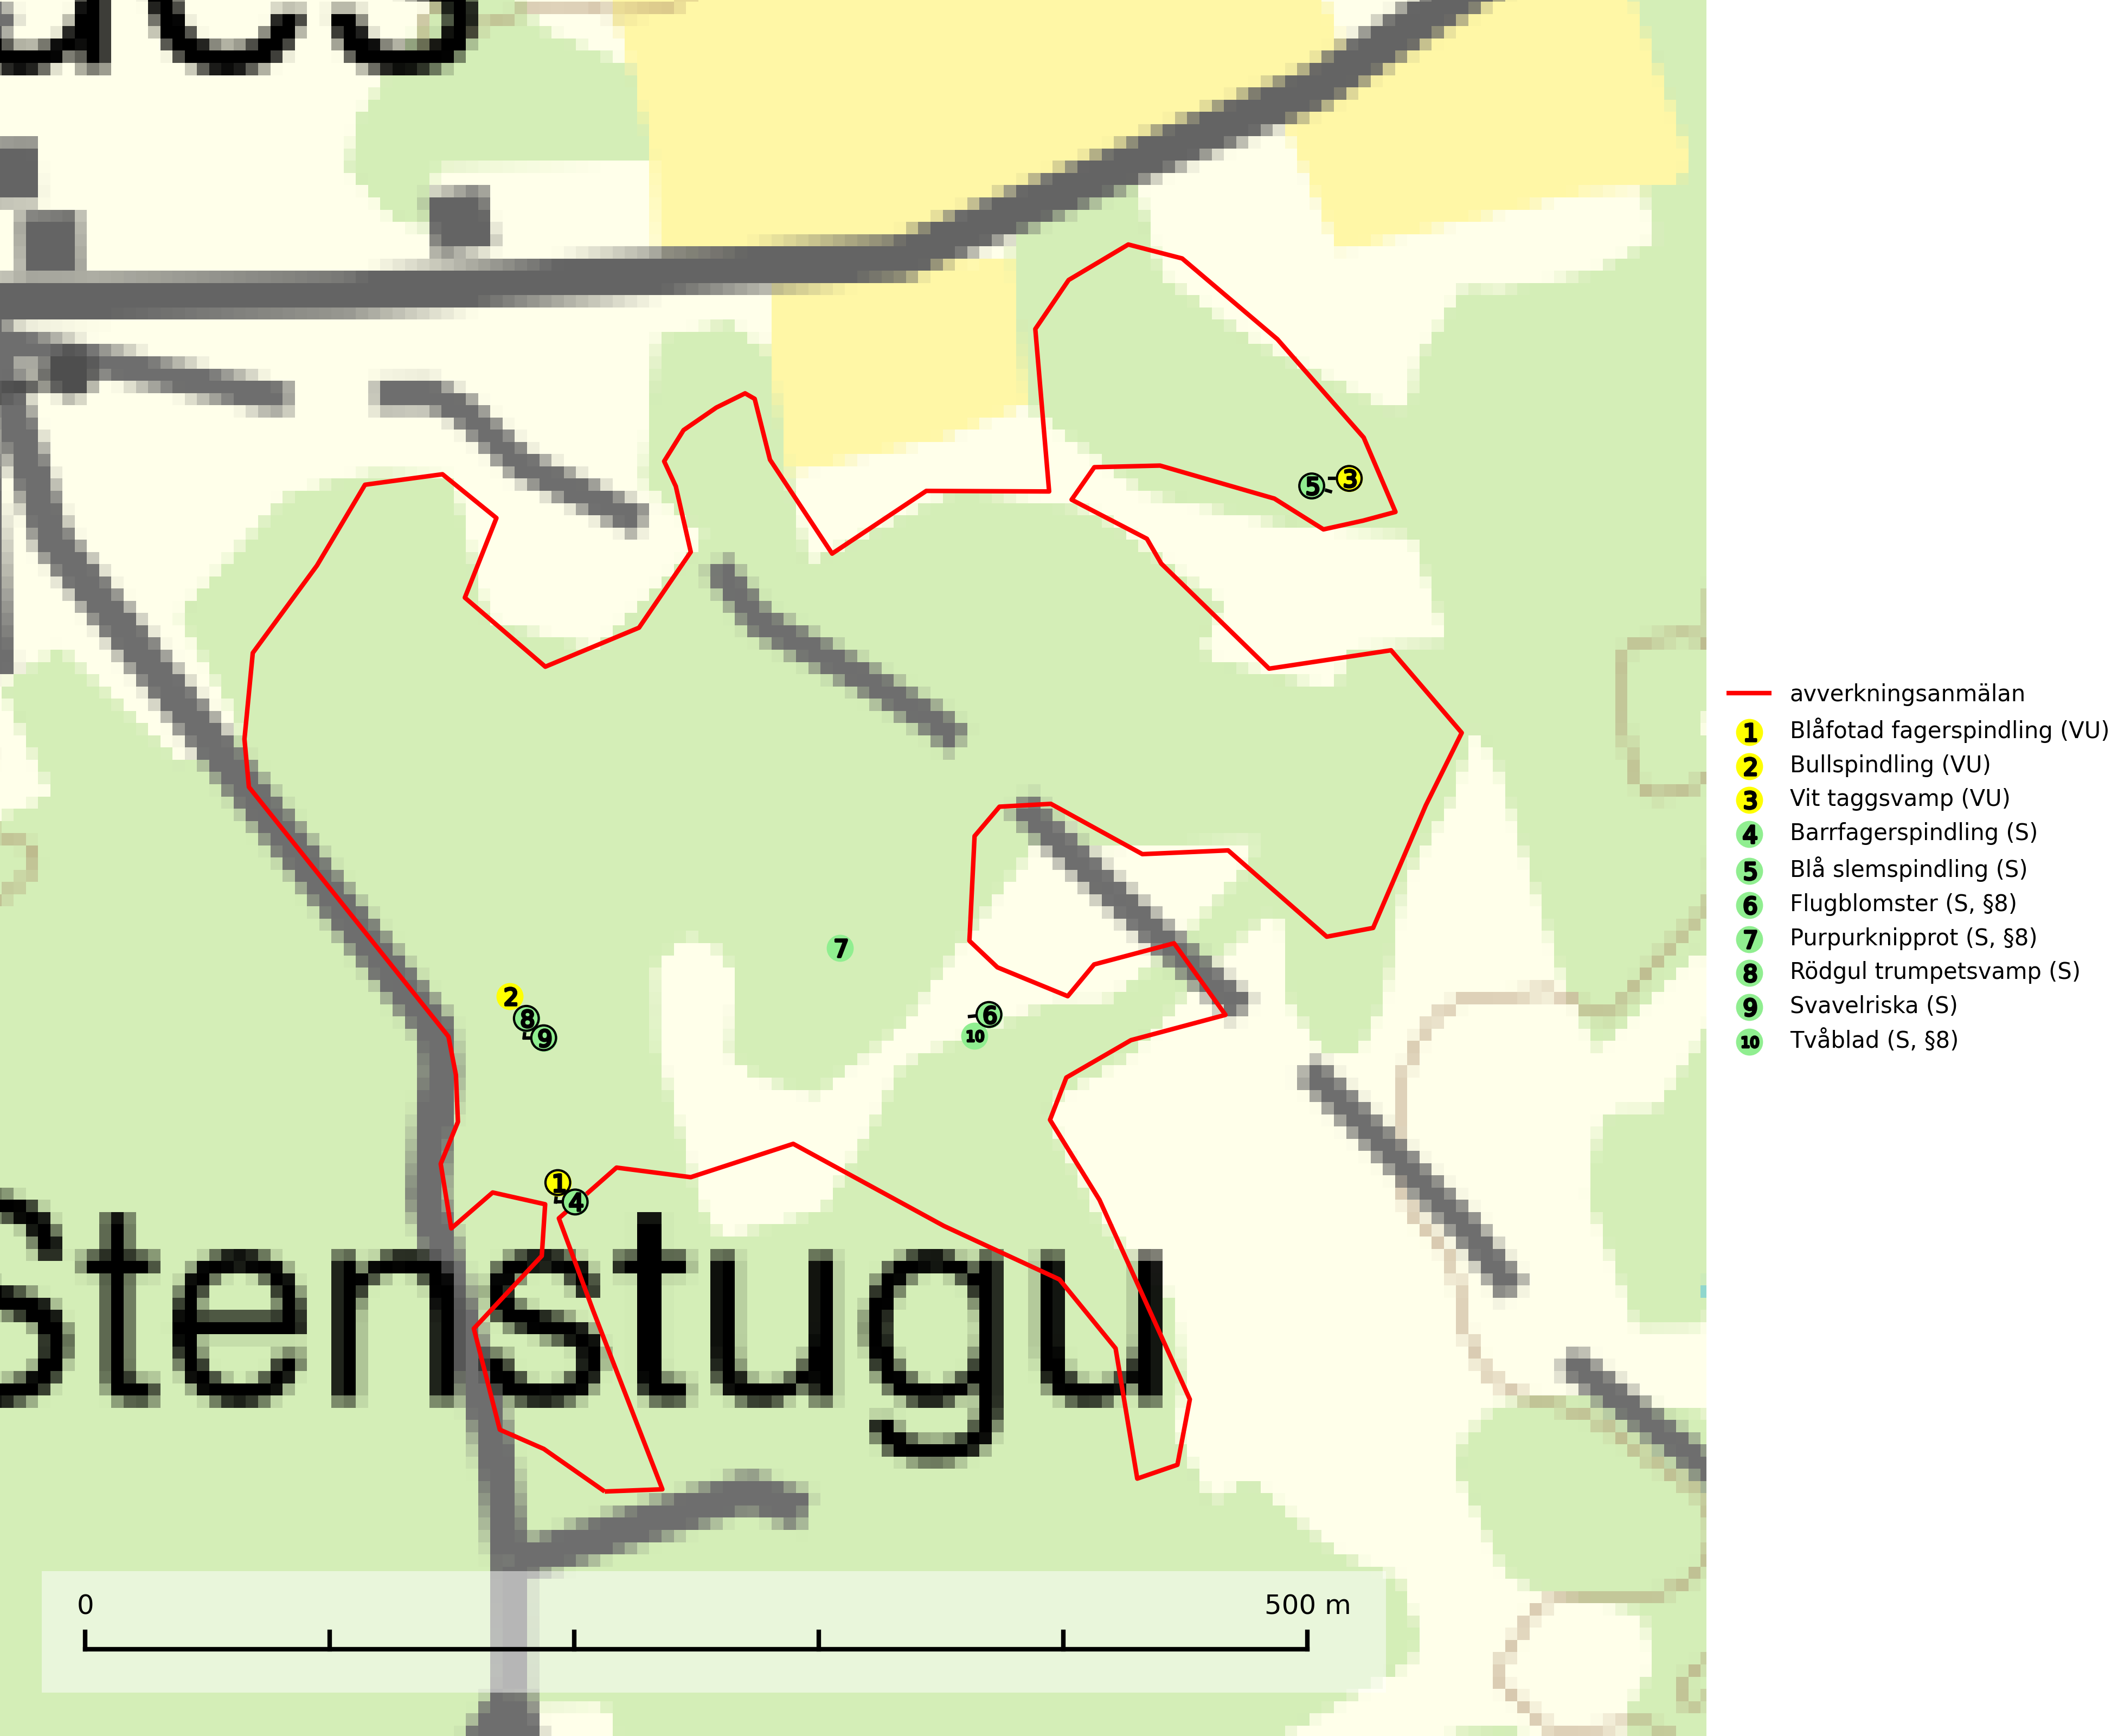 5
3
7
2
8
6
9
10
1
4
Stenstugu
0
500 m
avverkningsanmälan
1 Blåfotad fagerspindling (VU)
2 Bullspindling (VU)
3 Vit taggsvamp (VU)
4 Barrfagerspindling (S)
5 Blå slemspindling (S)
6 Flugblomster (S, §8)
7 Purpurknipprot (S, §8)
8 Rödgul trumpetsvamp (S)
9 Svavelriska (S)
10 Tvåblad (S, §8)